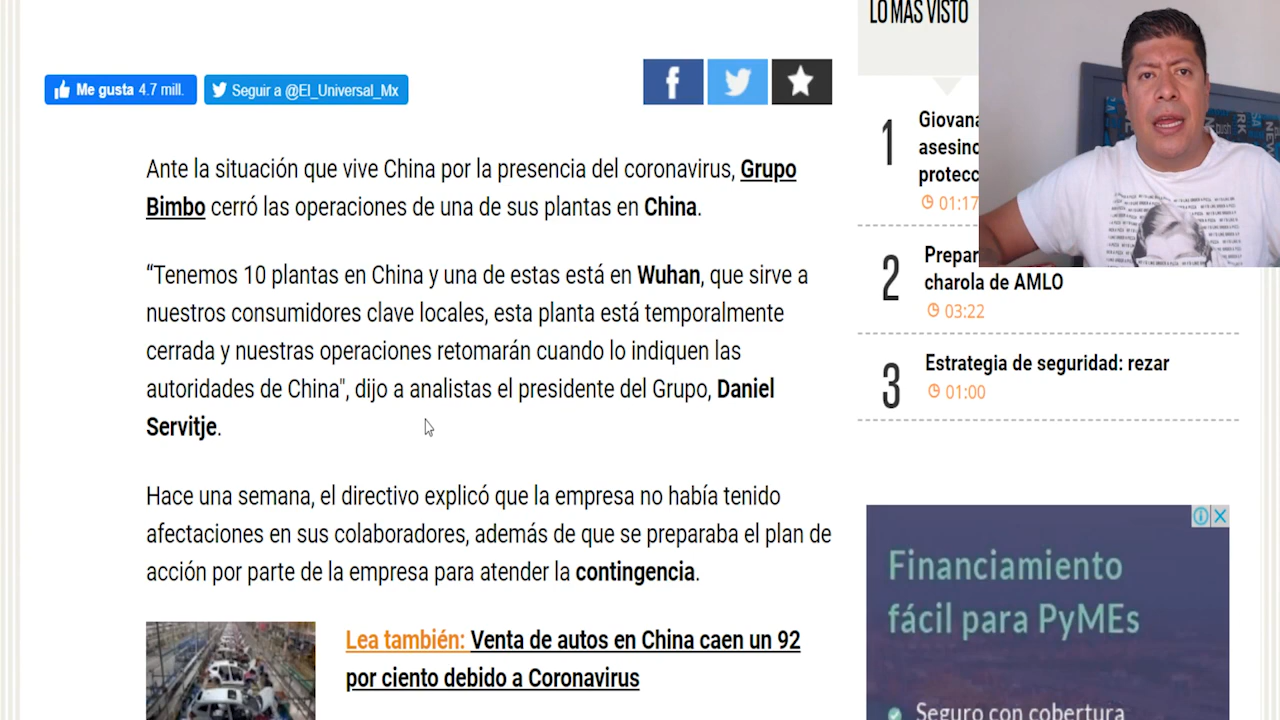 LO MÁS VISTO
Me gusta 4.7 mill.
Seguir a @El_Universal_Mx
Ante la situación que vive China por la presencia del coronavirus, Grupo
Bimbo cerró las operaciones de una de sus plantas en China.
“Tenemos 10 plantas en China y una de estas está en Wuhan, que sirve a
nuestros consumidores clave locales, esta planta está temporalmente
cerrada y nuestras operaciones retomarán cuando lo indiquen las
autoridades de China", dijo a analistas el presidente del Grupo, Daniel
Servitje.
Hace una semana, el directivo explicó que la empresa no había tenido
afectaciones en sus colaboradores, además de que se preparaba el plan de
acción por parte de la empresa para atender la contingencia.
Lea también: Venta de autos en China caen un 92
por ciento debido a Coronavirus
1
01:17
2
charola de AMLO
03:22
3
Estrategia de seguridad: rezar
01:00
Financiamiento
fácil para PyMEs
Seguro con cobertura